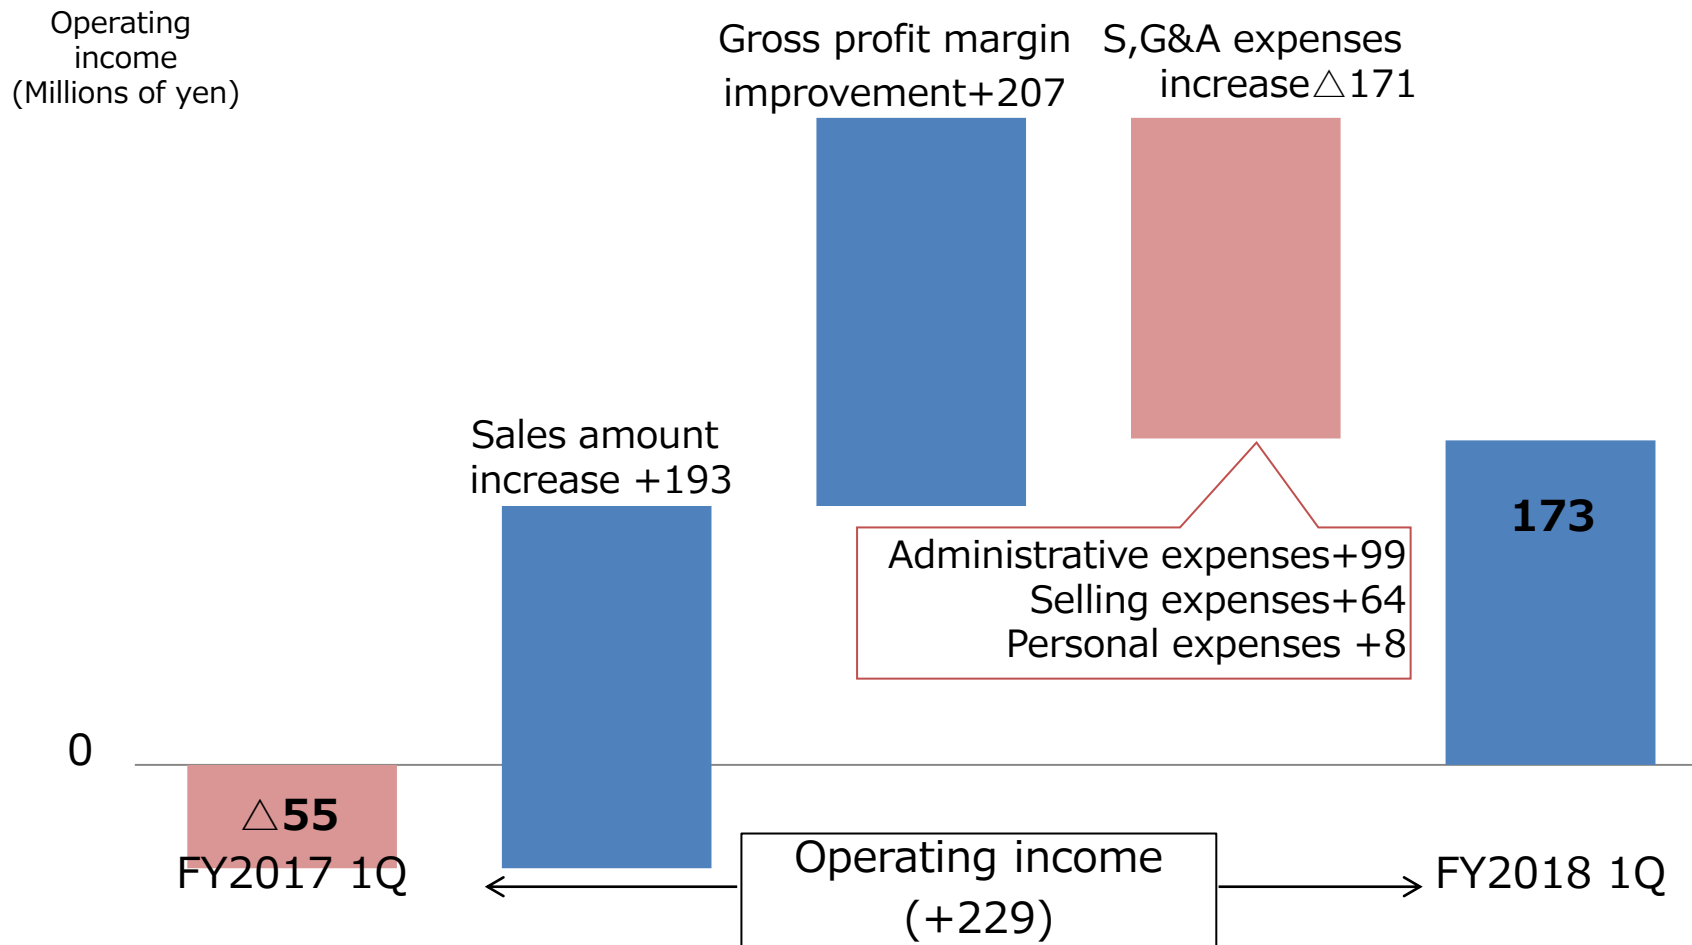 Operating
income
(Millions of yen)
Gross profit margin
improvement+207
S,G&A expenses
increase△171
Sales amount
increase +193
173
Administrative expenses+99
Selling expenses+64
Personal expenses +8
0
△55
FY2017 1Q
Operating income
(+229)
FY2018 1Q